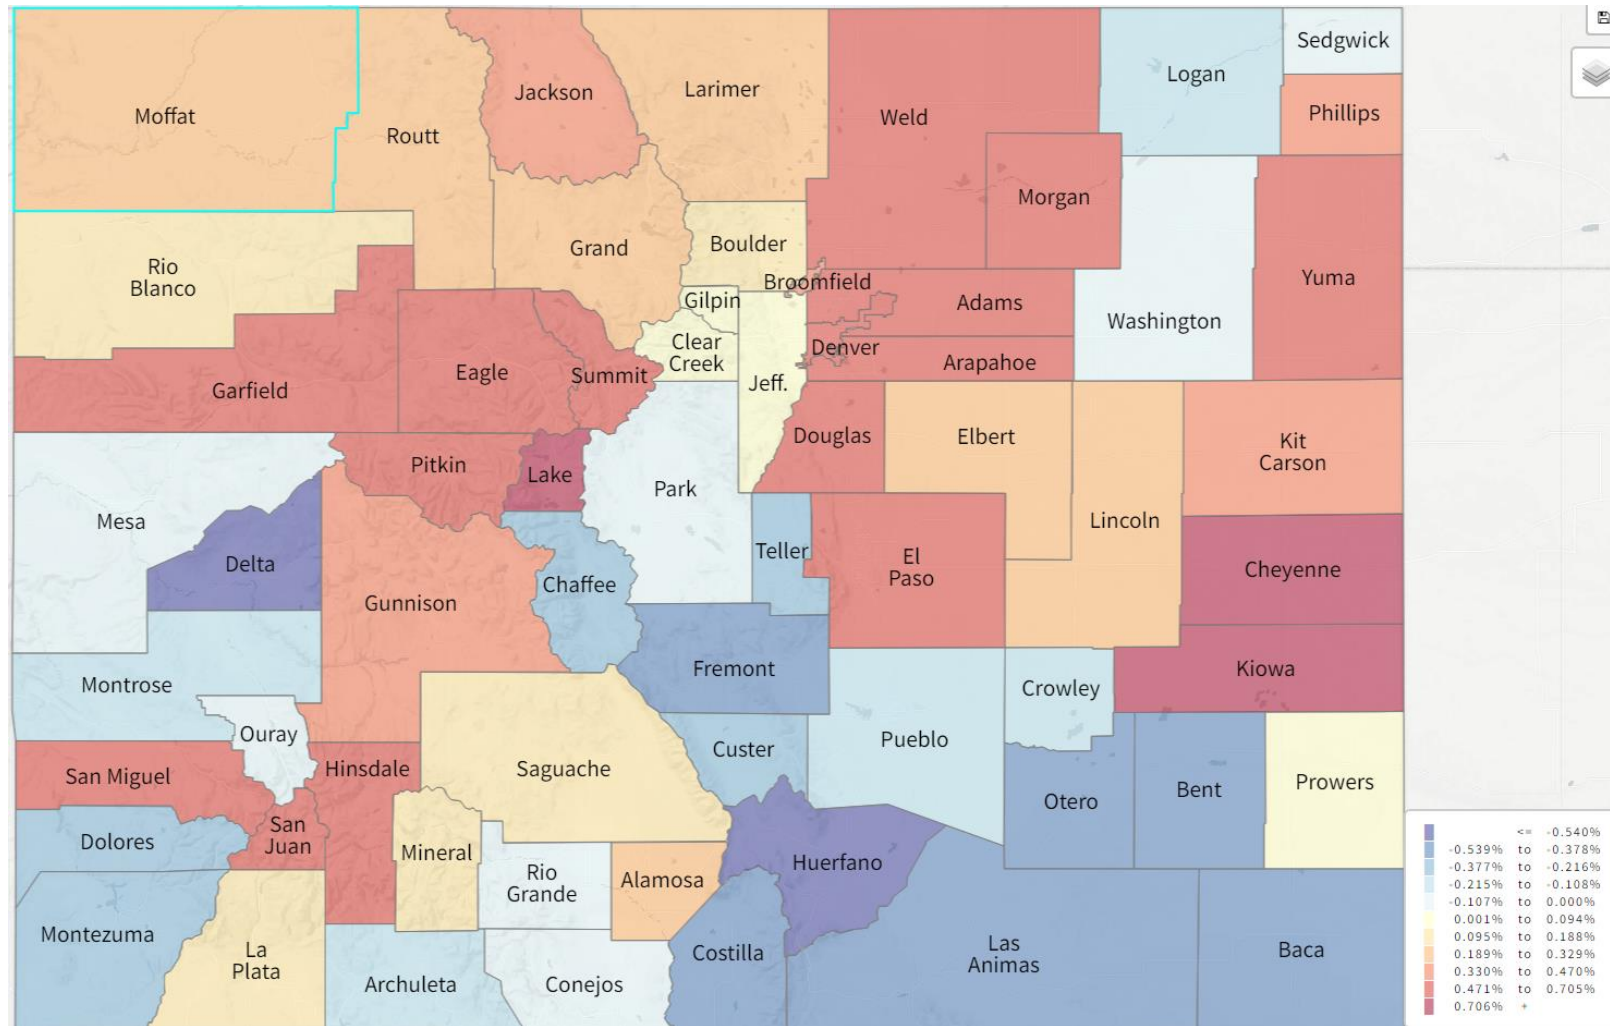 Sedgwick
Logan
Jackson
Larimer
Moffat
Weld
Phillips
Routt
Morgan
Grand
Boulder
Rio
Blanco
Yuma
Broomfield
Gilpin
Adams
Washington
Clear
Creek
Denver
Arapahoe
Eagle
Summit
Garfield
Jeff.
Douglas
Elbert
Kit
Carson
Pitkin
Lake
Park
Mesa
Lincoln
Teller
El
Paso
Delta
Cheyenne
Chaffee
Gunnison
Fremont
Kiowa
Montrose
Crowley
Ouray
Pueblo
Custer
San Miguel
Hinsdale
Saguache
Prowers
Bent
Otero
San
Juan
Dolores
Mineral
Huerfano
Rio
Grande
Alamosa
Montezuma
La
Plata
Costilla
Las
Animas
Baca
Archuleta
Conejos
<= -0.540%
-0.539% to -0.378%
-0.377% to -0.216%
-0.215% to -0.108%
-0.107% to 0.000%
0.001% to 0.094%
0.095% to 0.188%
0.189% to 0.329%
0.330% to 0.470%
0.471% to 0.705%
0.706% +